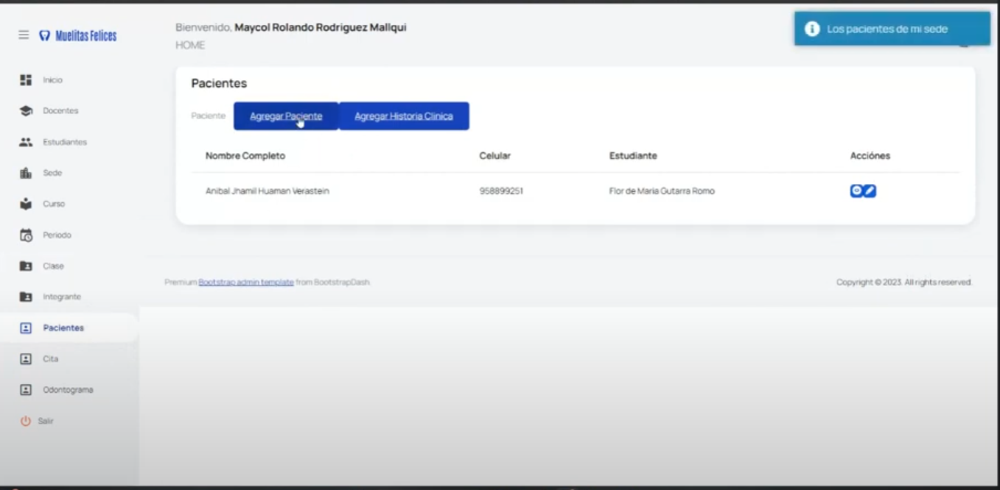 Muelitas Felices
Inicio
Docentes
Estudiantes
Sede
Curso
Periodo
Clase
Integrante
Pacientes
Cita
Odontograma
Salir
Bienvenido, Maycol Rolando Rodriguez Mallqui
HOME
Los pacientes de mi sede
Pacientes
Paciente Agregar Paciente Agregar Historia Clinica
Nombre Completo Celular Estudiante Acciónes
Anibal Jhamil Huaman Verastein 958899251 Flor de Maria Gutarra Romo
Premium Bootstrap admin template from BootstrapDash. Copyright © 2023. All rights reserved.